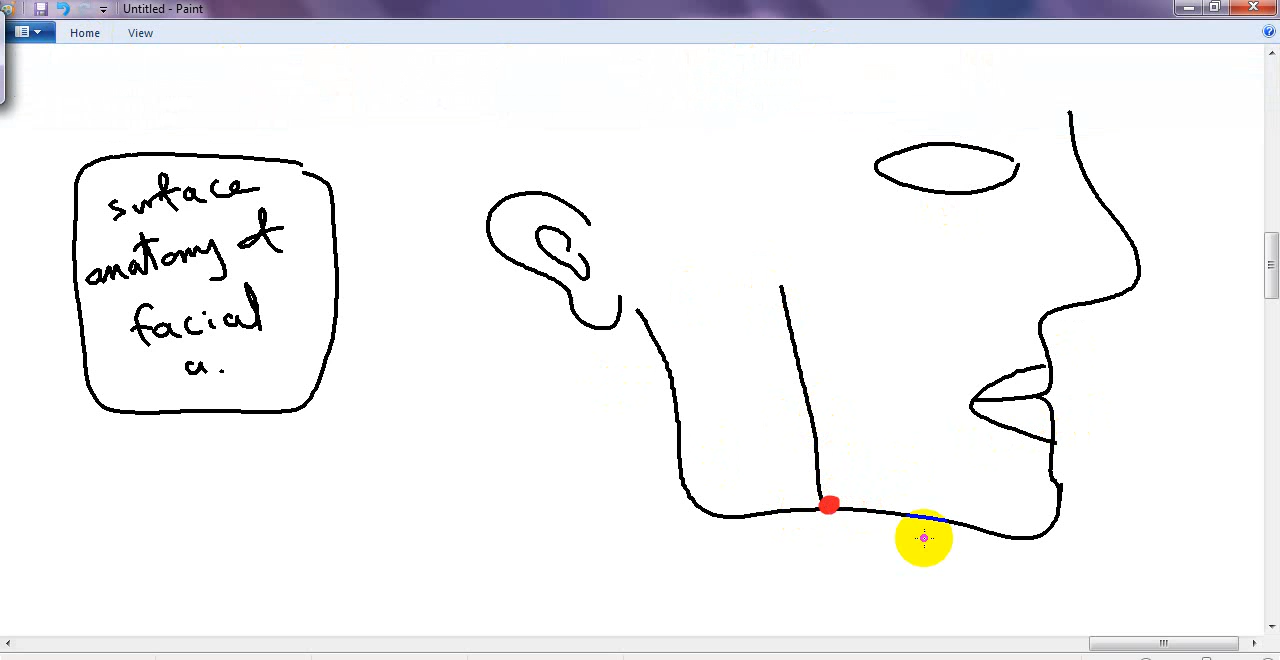 Untitled - Paint
Home View
surface
anatomy of
facial
a.